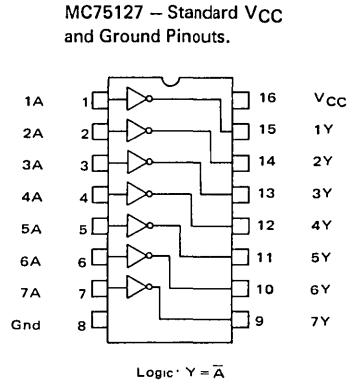 MC75127 – Standard VCC
and Ground Pinouts.
1A 1 16 VCC
2A 2 15 1Y
3A 3 14 2Y
4A 4 13 3Y
5A 5 12 4Y
6A 6 11 5Y
7A 7 10 6Y
Gnd 8 9 7Y
Logic· Y = A̅